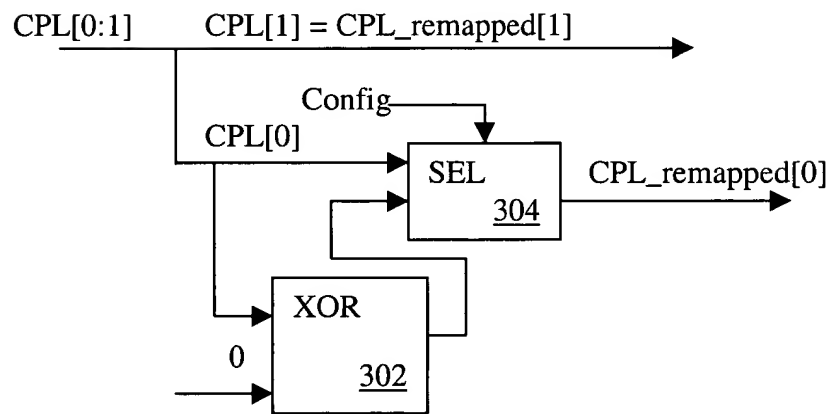 CPL[0:1]
CPL[1] = CPL_remapped[1]
Config
CPL[0]
SEL
304
CPL_remapped[0]
XOR
0
302